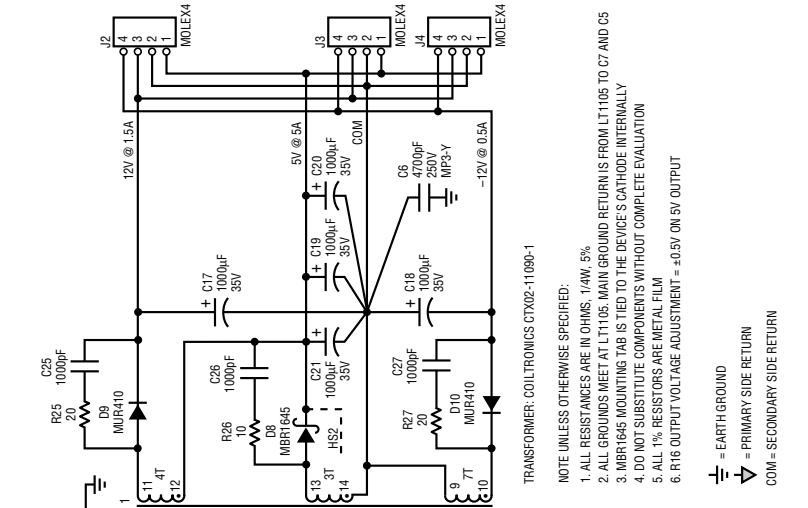 J2
4
3
2
1
MOLEX4
J3
4
3
2
1
MOLEX4
J4
4
3
2
1
MOLEX4
12V @ 1.5A
5V @ 5A
COM
–12V @ 0.5A
C20
1000µF
35V
+
C6
4700pF
250V
MP3-Y
C17
1000µF
35V
+
C19
1000µF
35V
+
C18
1000µF
35V
+
C21
1000µF
35V
+
C25
1000pF
R25
20
D9
MUR410
C26
1000pF
R26
10
D8
MBR1645
HS2
C27
1000pF
R27
20
D10
MUR410
1
11
4T
12
13
3T
14
9
7T
10
TRANSFORMER: COILTRONICS CTX02-11090-1
NOTE UNLESS OTHERWISE SPECIFIED:
1. ALL RESISTANCES ARE IN OHMS, 1/4W, 5%
2. ALL GROUNDS MEET AT LT1105. MAIN GROUND RETURN IS FROM LT1105 TO C7 AND C5
3. MBR1645 MOUNTING TAB IS TIED TO THE DEVICE'S CATHODE INTERNALLY
4. DO NOT SUBSTITUTE COMPONENTS WITHOUT COMPLETE EVALUATION
5. ALL 1% RESISTORS ARE METAL FILM
6. R16 OUTPUT VOLTAGE ADJUSTMENT = ±0.5V ON 5V OUTPUT
= EARTH GROUND
= PRIMARY SIDE RETURN
COM = SECONDARY SIDE RETURN